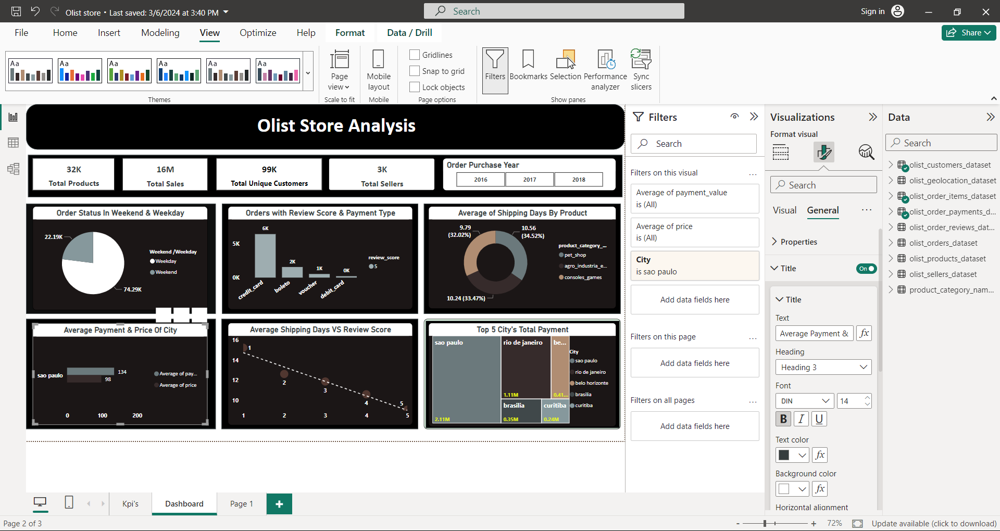 Olist store • Last saved: 3/6/2024 at 3:40 PM
Search
Sign in
File
Home
Insert
Modeling
View
Optimize
Help
Format
Data / Drill
Share
Aa
Aa
Aa
Aa
Aa
Aa
Themes
Page view
Scale to fit
Mobile layout
Mobile
Gridlines
Snap to grid
Lock objects
Page options
Filters
Bookmarks
Selection
Performance analyzer
Sync slicers
Show panes
Olist Store Analysis
32K
Total Products
16M
Total Sales
99K
Total Unique Customers
3K
Total Sellers
Order Purchase Year
2016
2017
2018
Order Status In Weekend & Weekday
22.19K
74.29K
Weekend /Weekday
Weekday
Weekend
Orders with Review Score & Payment Type
5K
0K
6K
2K
1K
0K
credit_card
boleto
voucher
debit_card
review_score
5
Average of Shipping Days By Product
9.79
(32.02%)
10.56
(34.52%)
10.24 (33.47%)
product_category_...
pet_shop
agro_industria_e...
consoles_games
Average Payment & Price Of City
sao paulo
134
98
0
100
200
Average of pay...
Average of price
Average Shipping Days VS Review Score
16
14
12
10
1
2
3
4
5
1
2
3
4
5
Top 5 City's Total Payment
sao paulo
2.11M
rio de janeiro
1.11M
be...
0.41...
brasilia
0.35M
curitiba
0.24M
City
sao paulo
rio de janeiro
belo horizonte
brasilia
curitiba
Filters
Search
Filters on this visual
...
Average of payment_value
is (All)
Average of price
is (All)
City
is sao paulo
Add data fields here
Filters on this page
...
Add data fields here
Filters on all pages
...
Add data fields here
Visualizations
Format visual
Search
Visual
General
...
Properties
Title
On
Title
Text
Average Payment &
fx
Heading
Heading 3
Font
DIN
14
B
I
U
Text color
fx
Background color
fx
Horizontal alignment
Data
Search
olist_customers_dataset
olist_geolocation_dataset
olist_order_items_dataset
olist_order_payments_d...
olist_order_reviews_dat...
olist_orders_dataset
olist_products_dataset
olist_sellers_dataset
product_category_nam...
Kpi's
Dashboard
Page 1
+
Page 2 of 3
-
+
72%
Update available (click to download)